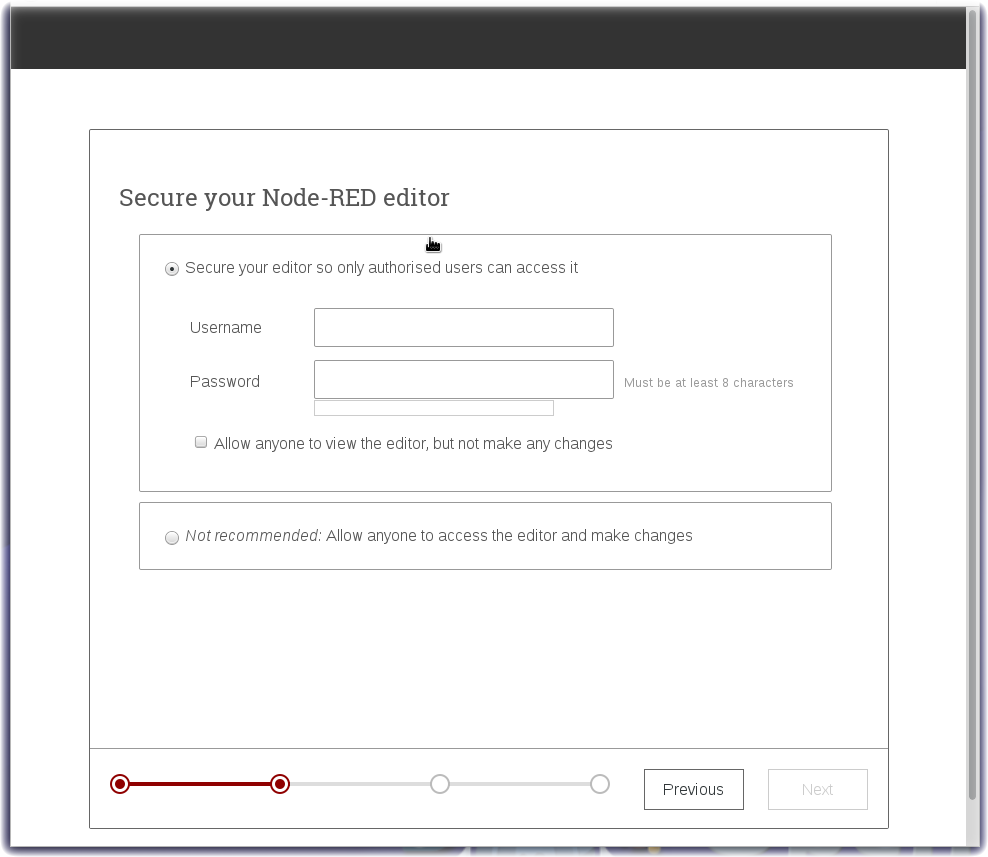 Secure your Node-RED editor
Secure your editor so only authorised users can access it
Username
Password
Must be at least 8 characters
Allow anyone to view the editor, but not make any changes
Not recommended: Allow anyone to access the editor and make changes
Previous
Next